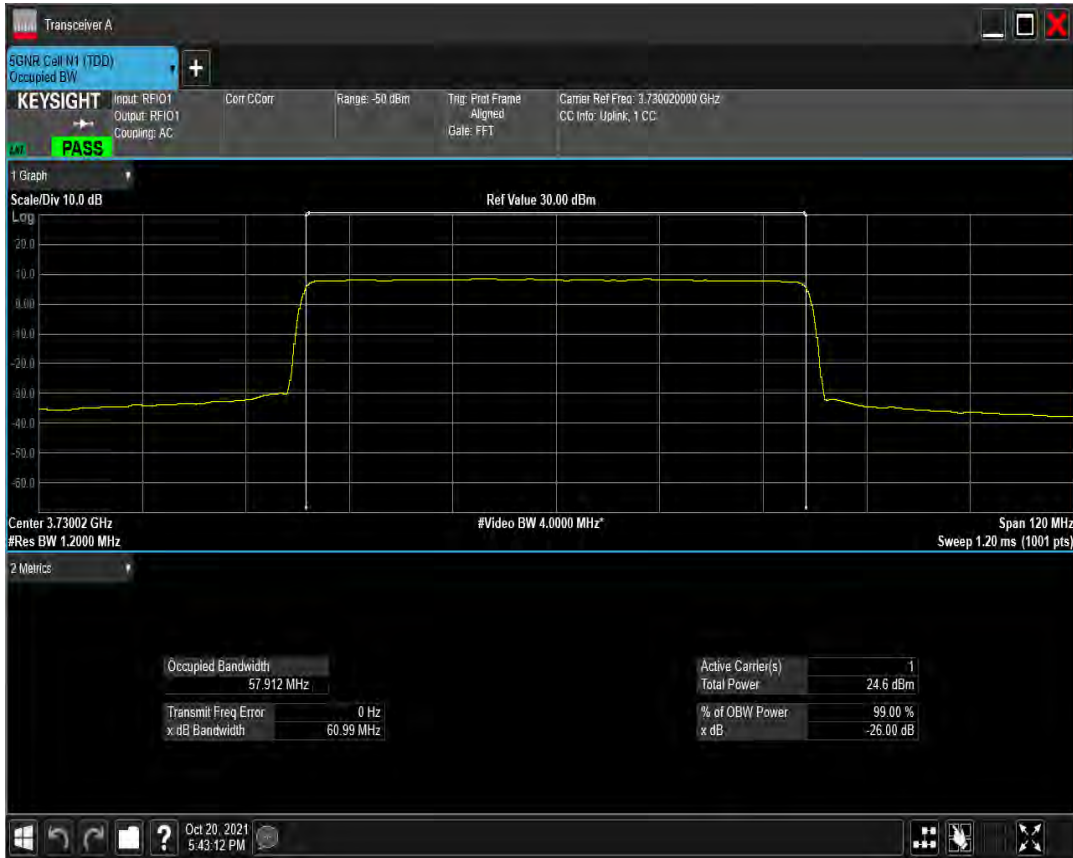 Transceiver A
5GNR Cell N1 (TDD)
Occupied BW
+
KEYSIGHT
PASS
Input: RFIO1
Output: RFIO1
Coupling: AC
Corr CCorr
Range: -50 dBm
Trig: Prot Frame
Aligned
Gate: FFT
Carrier Ref Freq: 3.730020000 GHz
CC Info: Uplink, 1 CC
1 Graph
Scale/Div 10.0 dB
Ref Value 30.00 dBm
Log
20.0
10.0
0.00
-10.0
-20.0
-30.0
-40.0
-50.0
-60.0
Center 3.73002 GHz
#Video BW 4.0000 MHz*
Span 120 MHz
#Res BW 1.2000 MHz
Sweep 1.20 ms (1001 pts)
2 Metrics
Occupied Bandwidth
57.912 MHz
Transmit Freq Error 0 Hz
x dB Bandwidth 60.99 MHz
Active Carrier(s) 1
Total Power 24.6 dBm
% of OBW Power 99.00 %
x dB -26.00 dB
?
Oct 20, 2021
5:43:12 PM